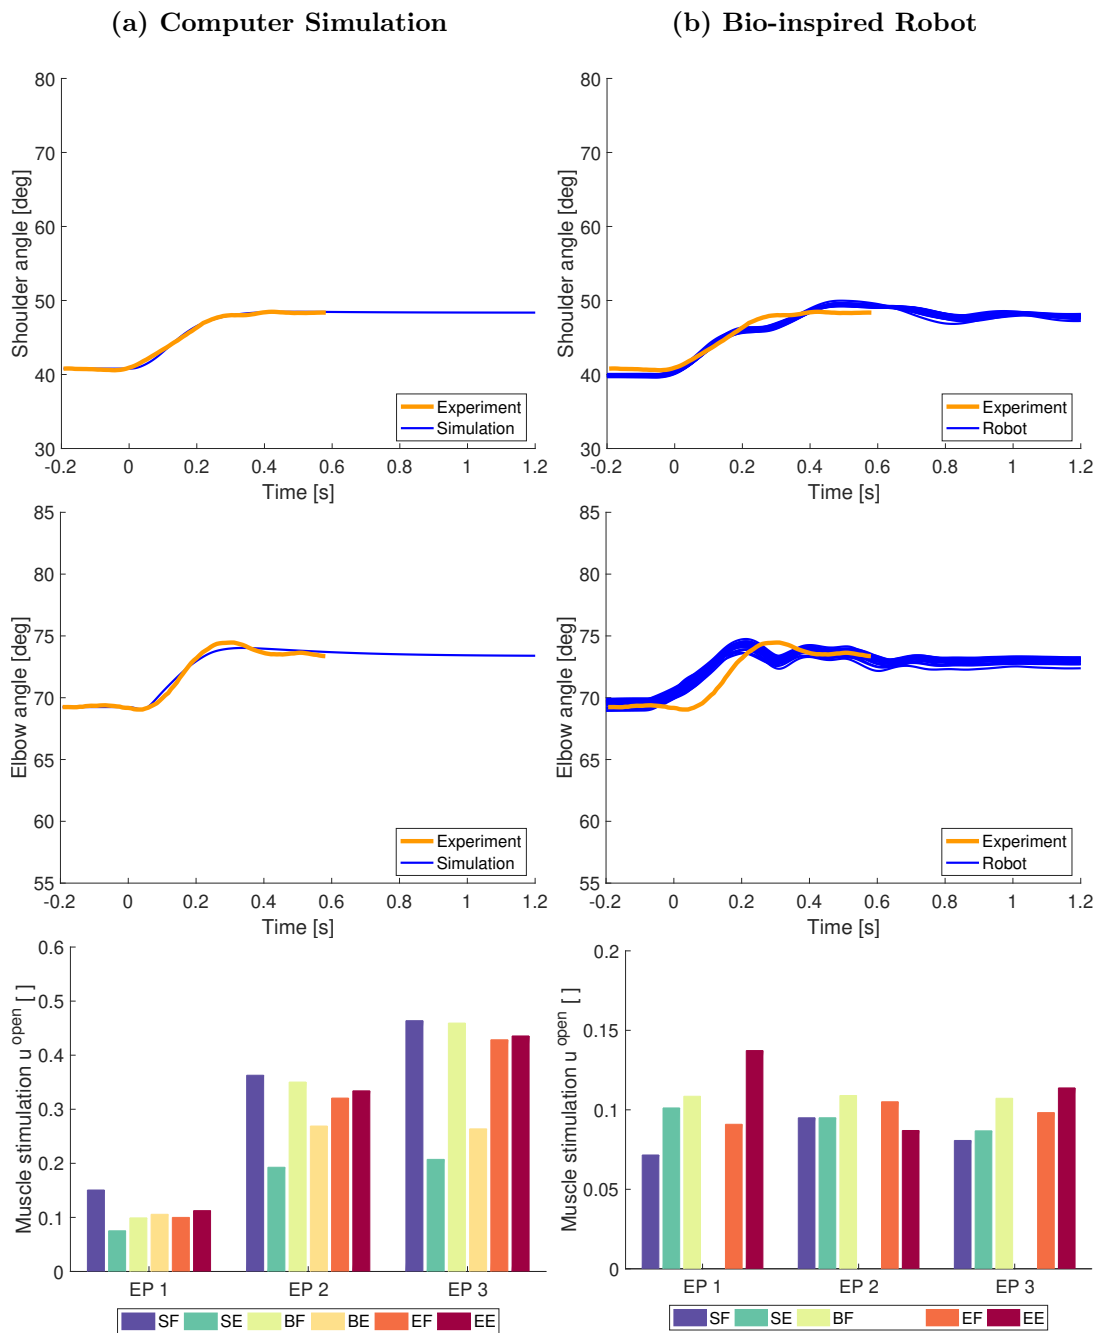 (a) Computer Simulation
(b) Bio-inspired Robot
80
70
60
50
40
30
Shoulder angle [deg]
Experiment
Simulation
-0.2 0 0.2 0.4 0.6 0.8 1 1.2
Time [s]
80
70
60
50
40
30
Shoulder angle [deg]
Experiment
Robot
-0.2 0 0.2 0.4 0.6 0.8 1 1.2
Time [s]
85
80
75
70
65
60
55
Elbow angle [deg]
Experiment
Simulation
-0.2 0 0.2 0.4 0.6 0.8 1 1.2
Time [s]
85
80
75
70
65
60
55
Elbow angle [deg]
Experiment
Robot
-0.2 0 0.2 0.4 0.6 0.8 1 1.2
Time [s]
0.6
0.5
0.4
0.3
0.2
0.1
0
Muscle stimulation u^open [ ]
EP 1 EP 2 EP 3
SF SE BF BE EF EE
0.2
0.15
0.1
0.05
0
Muscle stimulation u^open [ ]
EP 1 EP 2 EP 3
SF SE BF EF EE